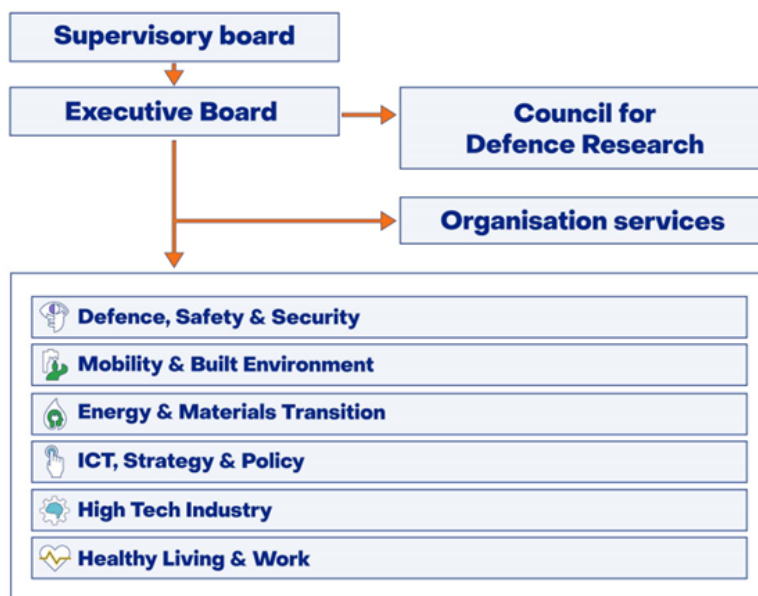 Supervisory board
Executive Board
Council for
Defence Research
Organisation services
Defence, Safety & Security
Mobility & Built Environment
Energy & Materials Transition
ICT, Strategy & Policy
High Tech Industry
Healthy Living & Work